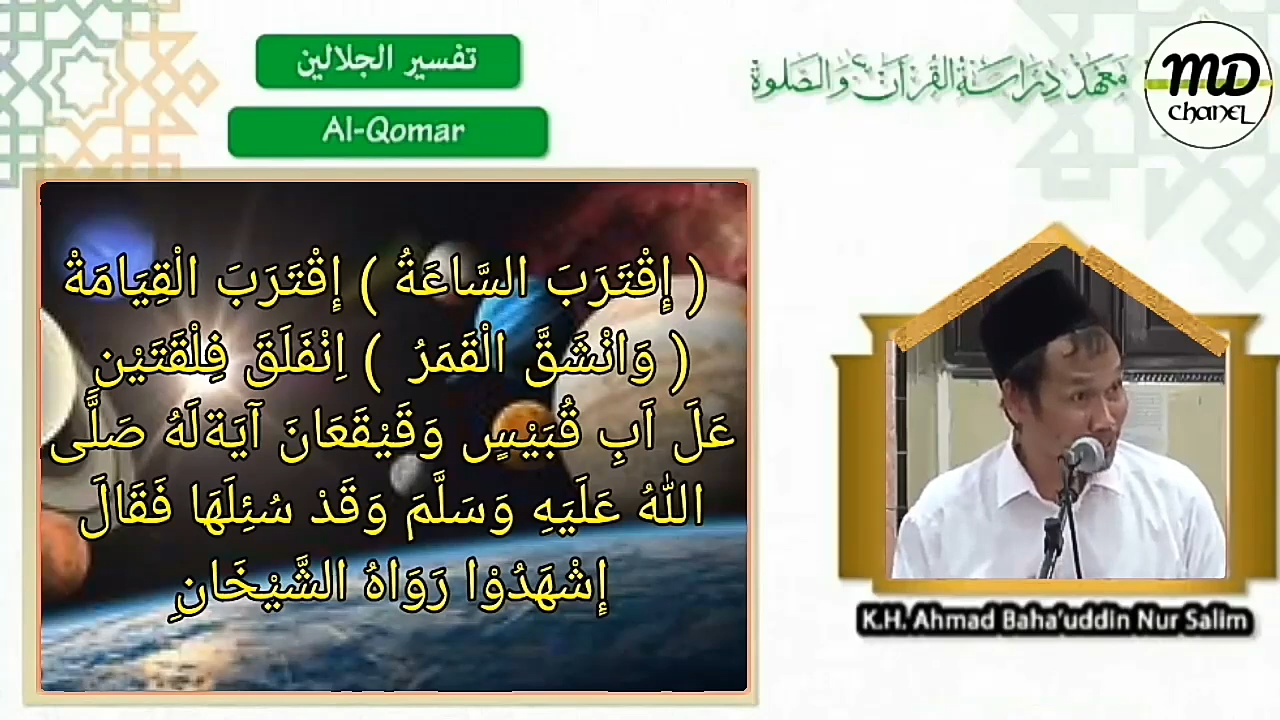 تفسير الجلالين
Al-Qomar
معهد دراسة القرآن والصلوة
MD
CHANEL
( إِقْتَرَبَ السَّاعَةُ ) إِقْتَرَبَ الْقِيَامَةْ
( وَانْشَقَّ الْقَمَرُ ) اِنْفَلَقَ فِلْقَتَيْنِ
عَلَ اَبِ قُبَيْسٍ وَقَيْقَعَانَ آيَة لَهُ صَلَّى
اللهُ عَلَيَهِ وَسَلَّمَ وَقَدْ سُئِلَهَا فَقَالَ
إِشْهَدُوْا رَوَاهُ الشَّيْخَانِ
K.H. Ahmad Baha'uddin Nur Salim